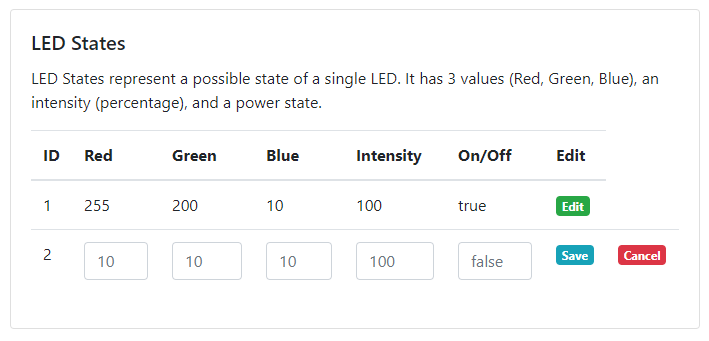 LED States
LED States represent a possible state of a single LED. It has 3 values (Red, Green, Blue), an
intensity (percentage), and a power state.
ID Red Green Blue Intensity On/Off Edit
1 255 200 10 100 true Edit
2 10 10 10 100 false Save Cancel